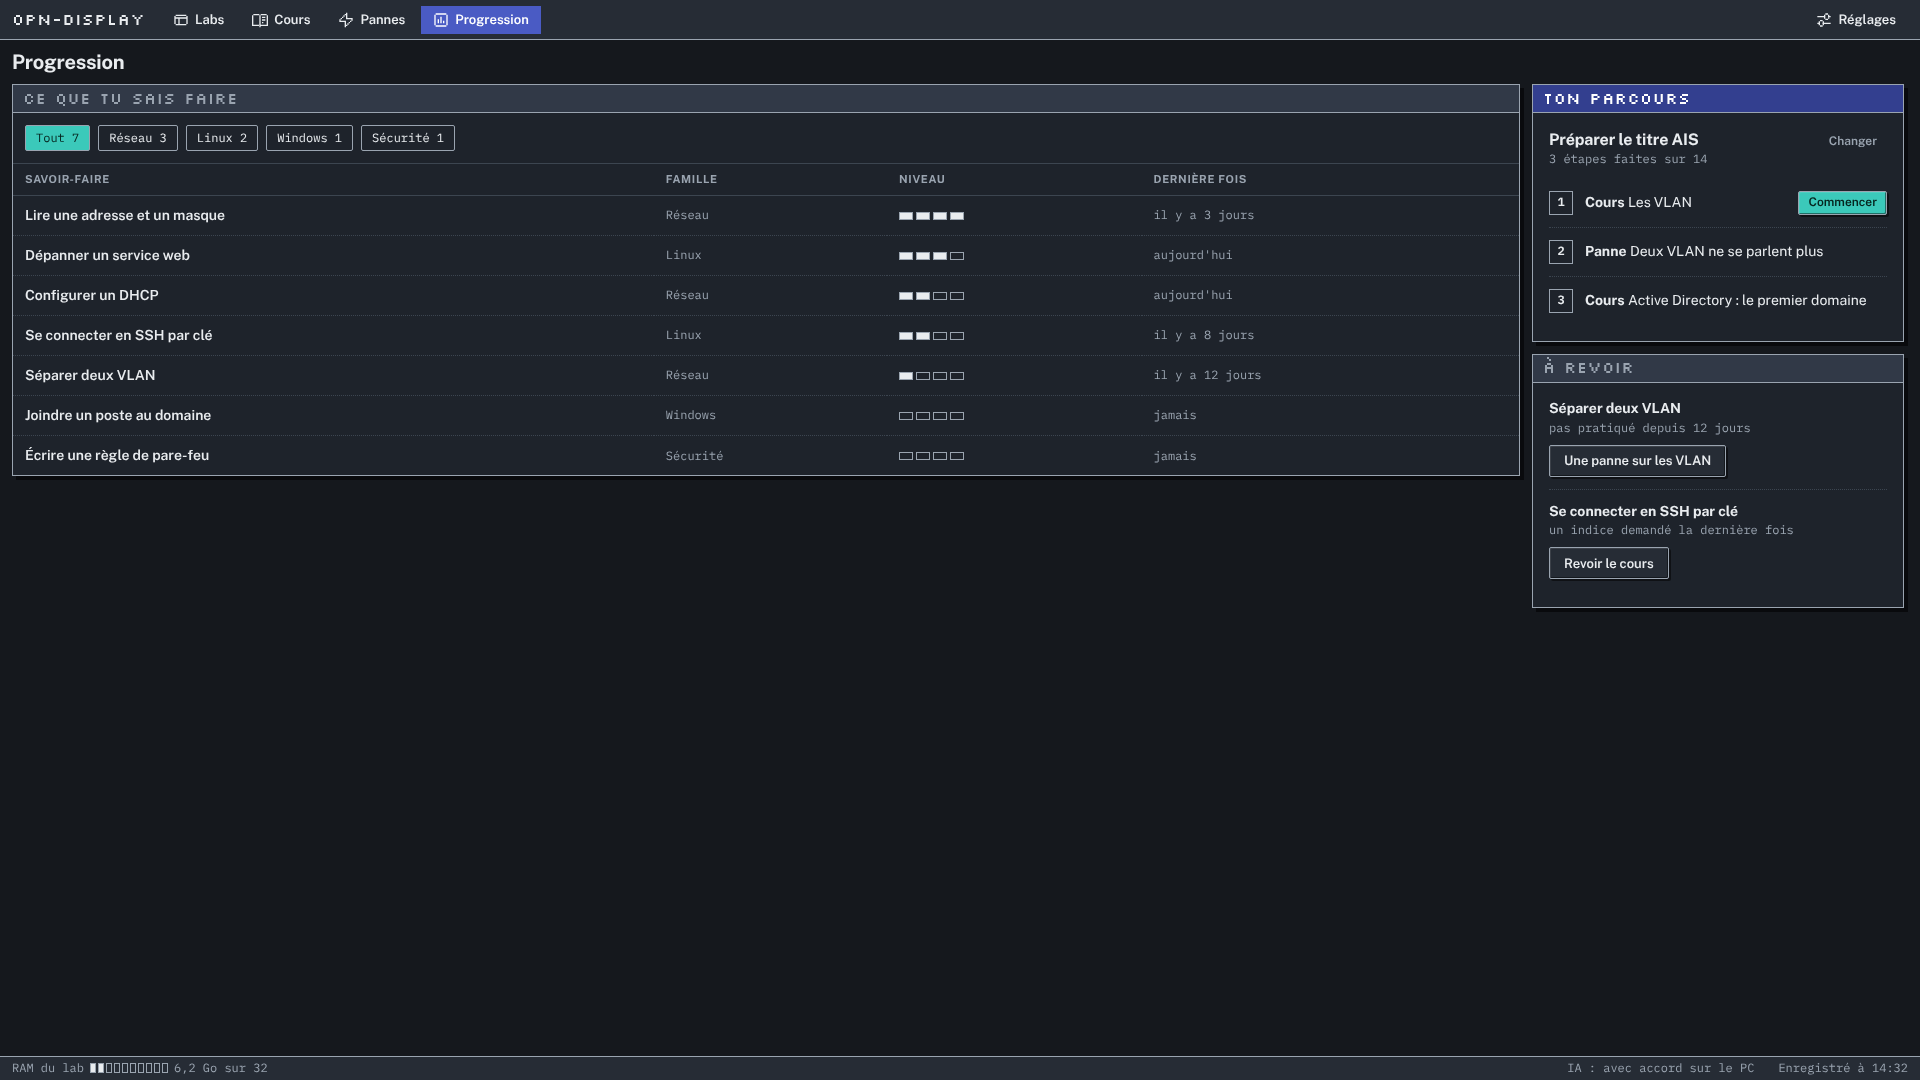 OPN-DISPLAY Labs Cours Pannes Progression Réglages
Progression
CE QUE TU SAIS FAIRE
Tout 7 Réseau 3 Linux 2 Windows 1 Sécurité 1
SAVOIR-FAIRE FAMILLE NIVEAU DERNIÈRE FOIS
Lire une adresse et un masque Réseau il y a 3 jours
Dépanner un service web Linux aujourd'hui
Configurer un DHCP Réseau aujourd'hui
Se connecter en SSH par clé Linux il y a 8 jours
Séparer deux VLAN Réseau il y a 12 jours
Joindre un poste au domaine Windows jamais
Écrire une règle de pare-feu Sécurité jamais
TON PARCOURS
Préparer le titre AIS Changer
3 étapes faites sur 14
1 Cours Les VLAN Commencer
2 Panne Deux VLAN ne se parlent plus
3 Cours Active Directory : le premier domaine
À REVOIR
Séparer deux VLAN
pas pratiqué depuis 12 jours
Une panne sur les VLAN
Se connecter en SSH par clé
un indice demandé la dernière fois
Revoir le cours
RAM du lab 6,2 Go sur 32 IA : avec accord sur le PC Enregistré à 14:32